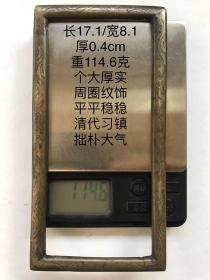 长17.1/宽8.1
厚0.4cm
重114.6克
个大厚实
周圈纹饰
平平稳稳
清代习镇
拙朴大气
114.6